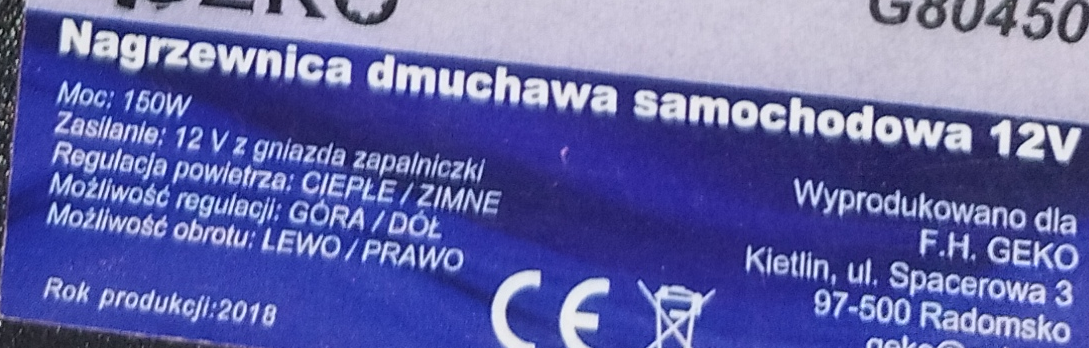 G80450
Nagrzewnica dmuchawa samochodowa 12V
Moc: 150W
Zasilanie: 12 V z gniazda zapalniczki
Regulacja powietrza: CIEPŁE / ZIMNE
Możliwość regulacji: GÓRA / DÓŁ
Możliwość obrotu: LEWO / PRAWO
Rok produkcji:2018
CE
Wyprodukowano dla
F.H. GEKO
Kietlin, ul. Spacerowa 3
97-500 Radomsko